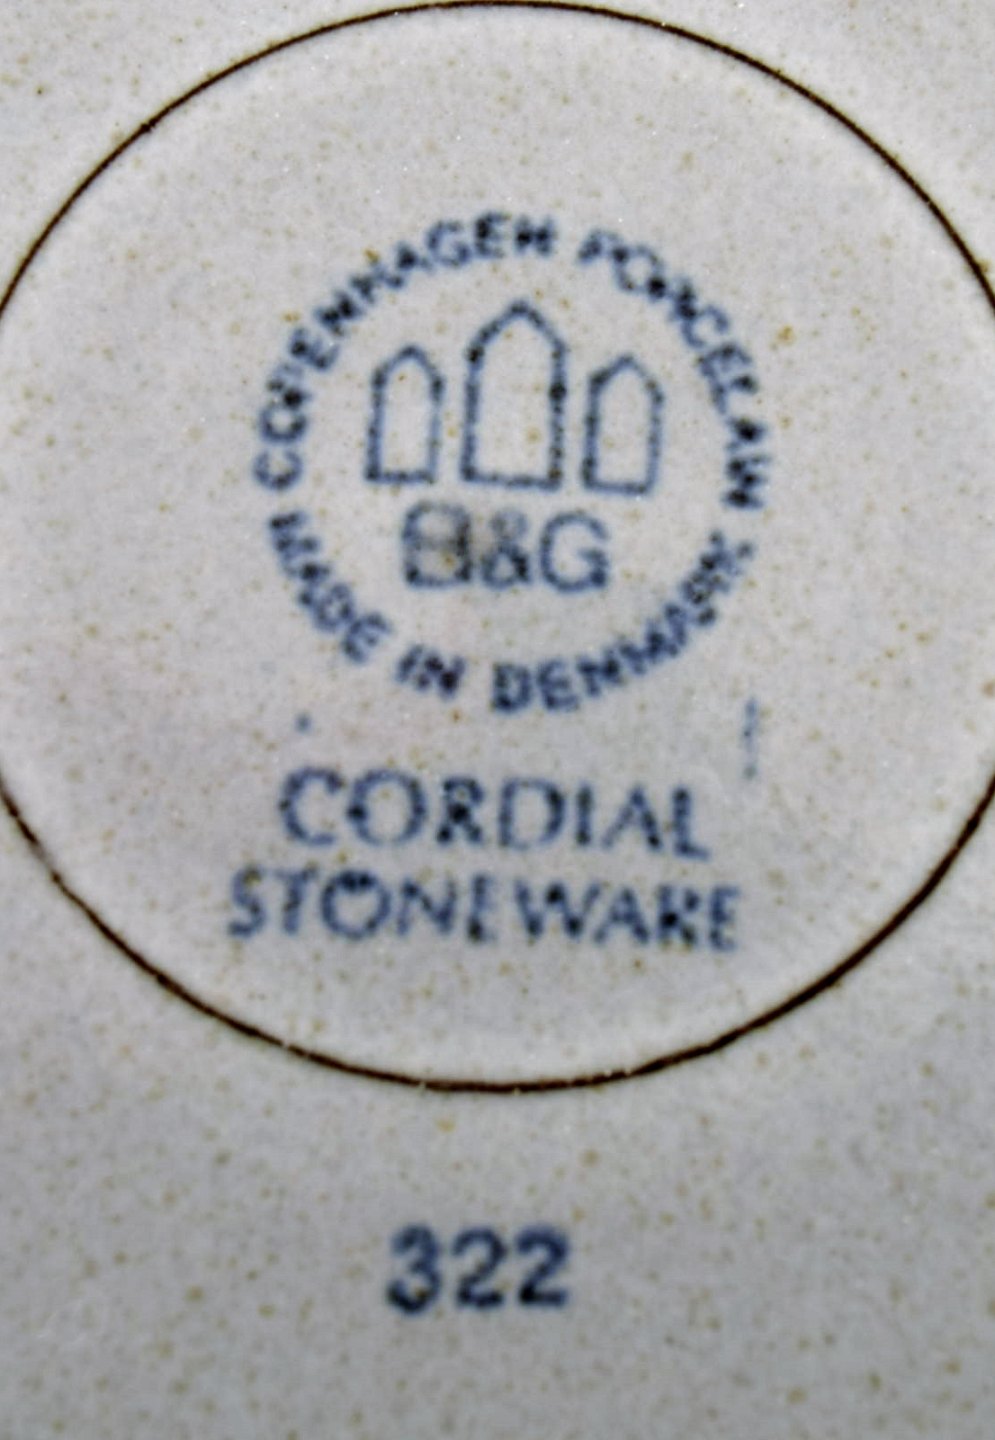 COPENHAGEN PORCELAIN
B&G
MADE IN DENMARK
CORDIAL
STONEWARE
322